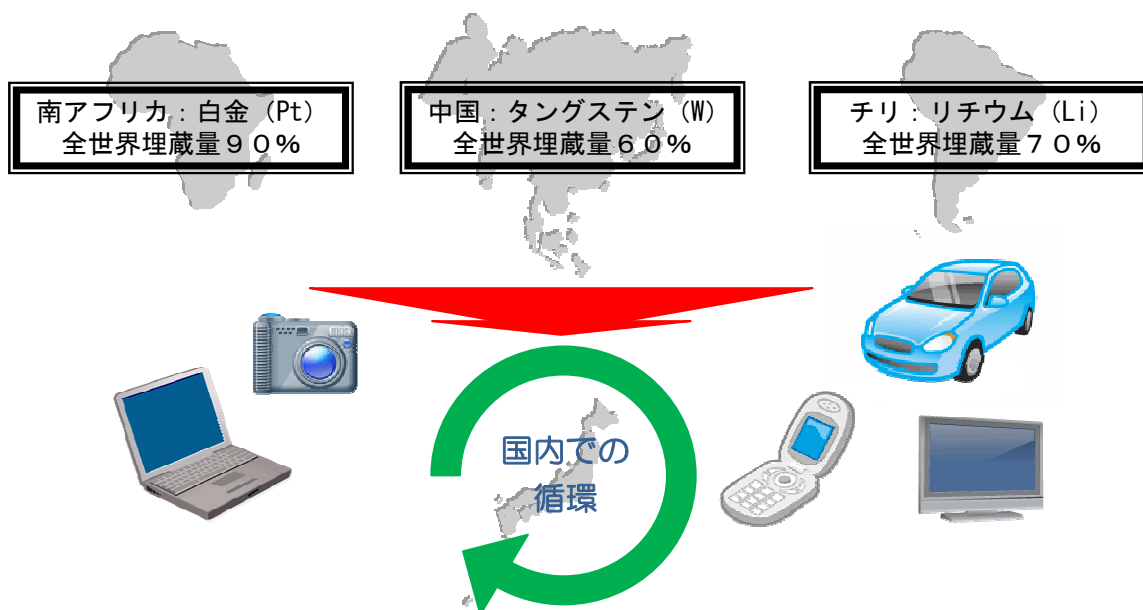 南アフリカ：白金（Pt）
全世界埋蔵量９０％
中国：タングステン（W）
全世界埋蔵量６０％
チリ：リチウム（Li）
全世界埋蔵量７０％
国内での
循環